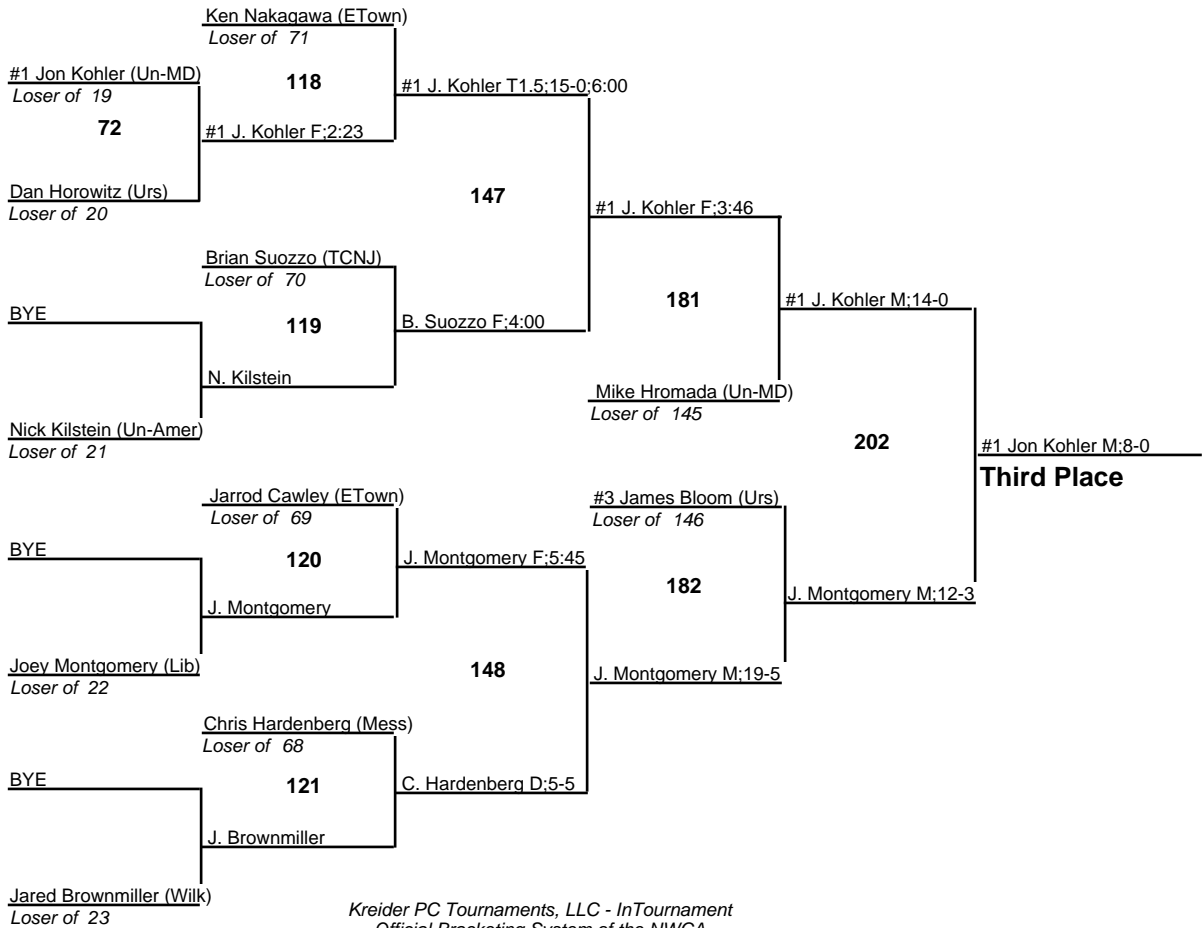 Ken Nakagawa (ETown)
Loser of 71
#1 Jon Kohler (Un-MD)
Loser of 19
118
#1 J. Kohler T1.5;15-0;6:00
72
#1 J. Kohler F;2:23
Dan Horowitz (Urs)
Loser of 20
147
#1 J. Kohler F;3:46
Brian Suozzo (TCNJ)
Loser of 70
BYE
119
B. Suozzo F;4:00
181
#1 J. Kohler M;14-0
N. Kilstein
Mike Hromada (Un-MD)
Loser of 145
Nick Kilstein (Un-Amer)
Loser of 21
202
#1 Jon Kohler M;8-0
Third Place
Jarrod Cawley (ETown)
Loser of 69
#3 James Bloom (Urs)
Loser of 146
BYE
120
J. Montgomery F;5:45
182
J. Montgomery
J. Montgomery M;12-3
Joey Montgomery (Lib)
Loser of 22
148
J. Montgomery M;19-5
Chris Hardenberg (Mess)
Loser of 68
BYE
121
C. Hardenberg D;5-5
J. Brownmiller
Jared Brownmiller (Wilk)
Loser of 23
Kreider PC Tournaments, LLC - InTournament
Official Bracketing System of the NWCA